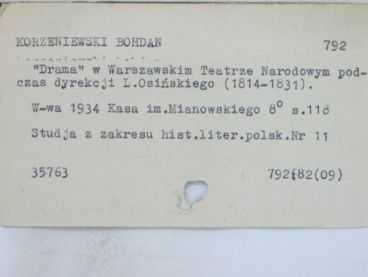 KORZENIEWSKI BOHDAN 792
"Drama" w Warszawskim Teatrze Narodowym pod-
czas dyrekcji L.Osińskiego (1814-1831).
W-wa 1934 Kasa im.Mianowskiego 8° s.118
Studja z zakresu hist.liter.polsk.Nr 11
35763 792:82(09)